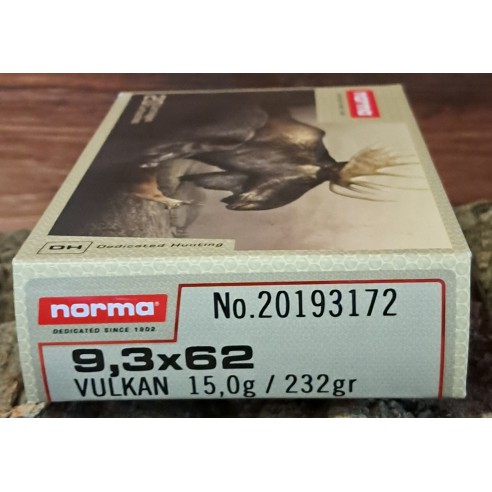 norma
DH Dedicated Hunting
norma®
DEDICATED SINCE 1902
No.20193172
9,3x62
VULKAN 15,0g / 232gr